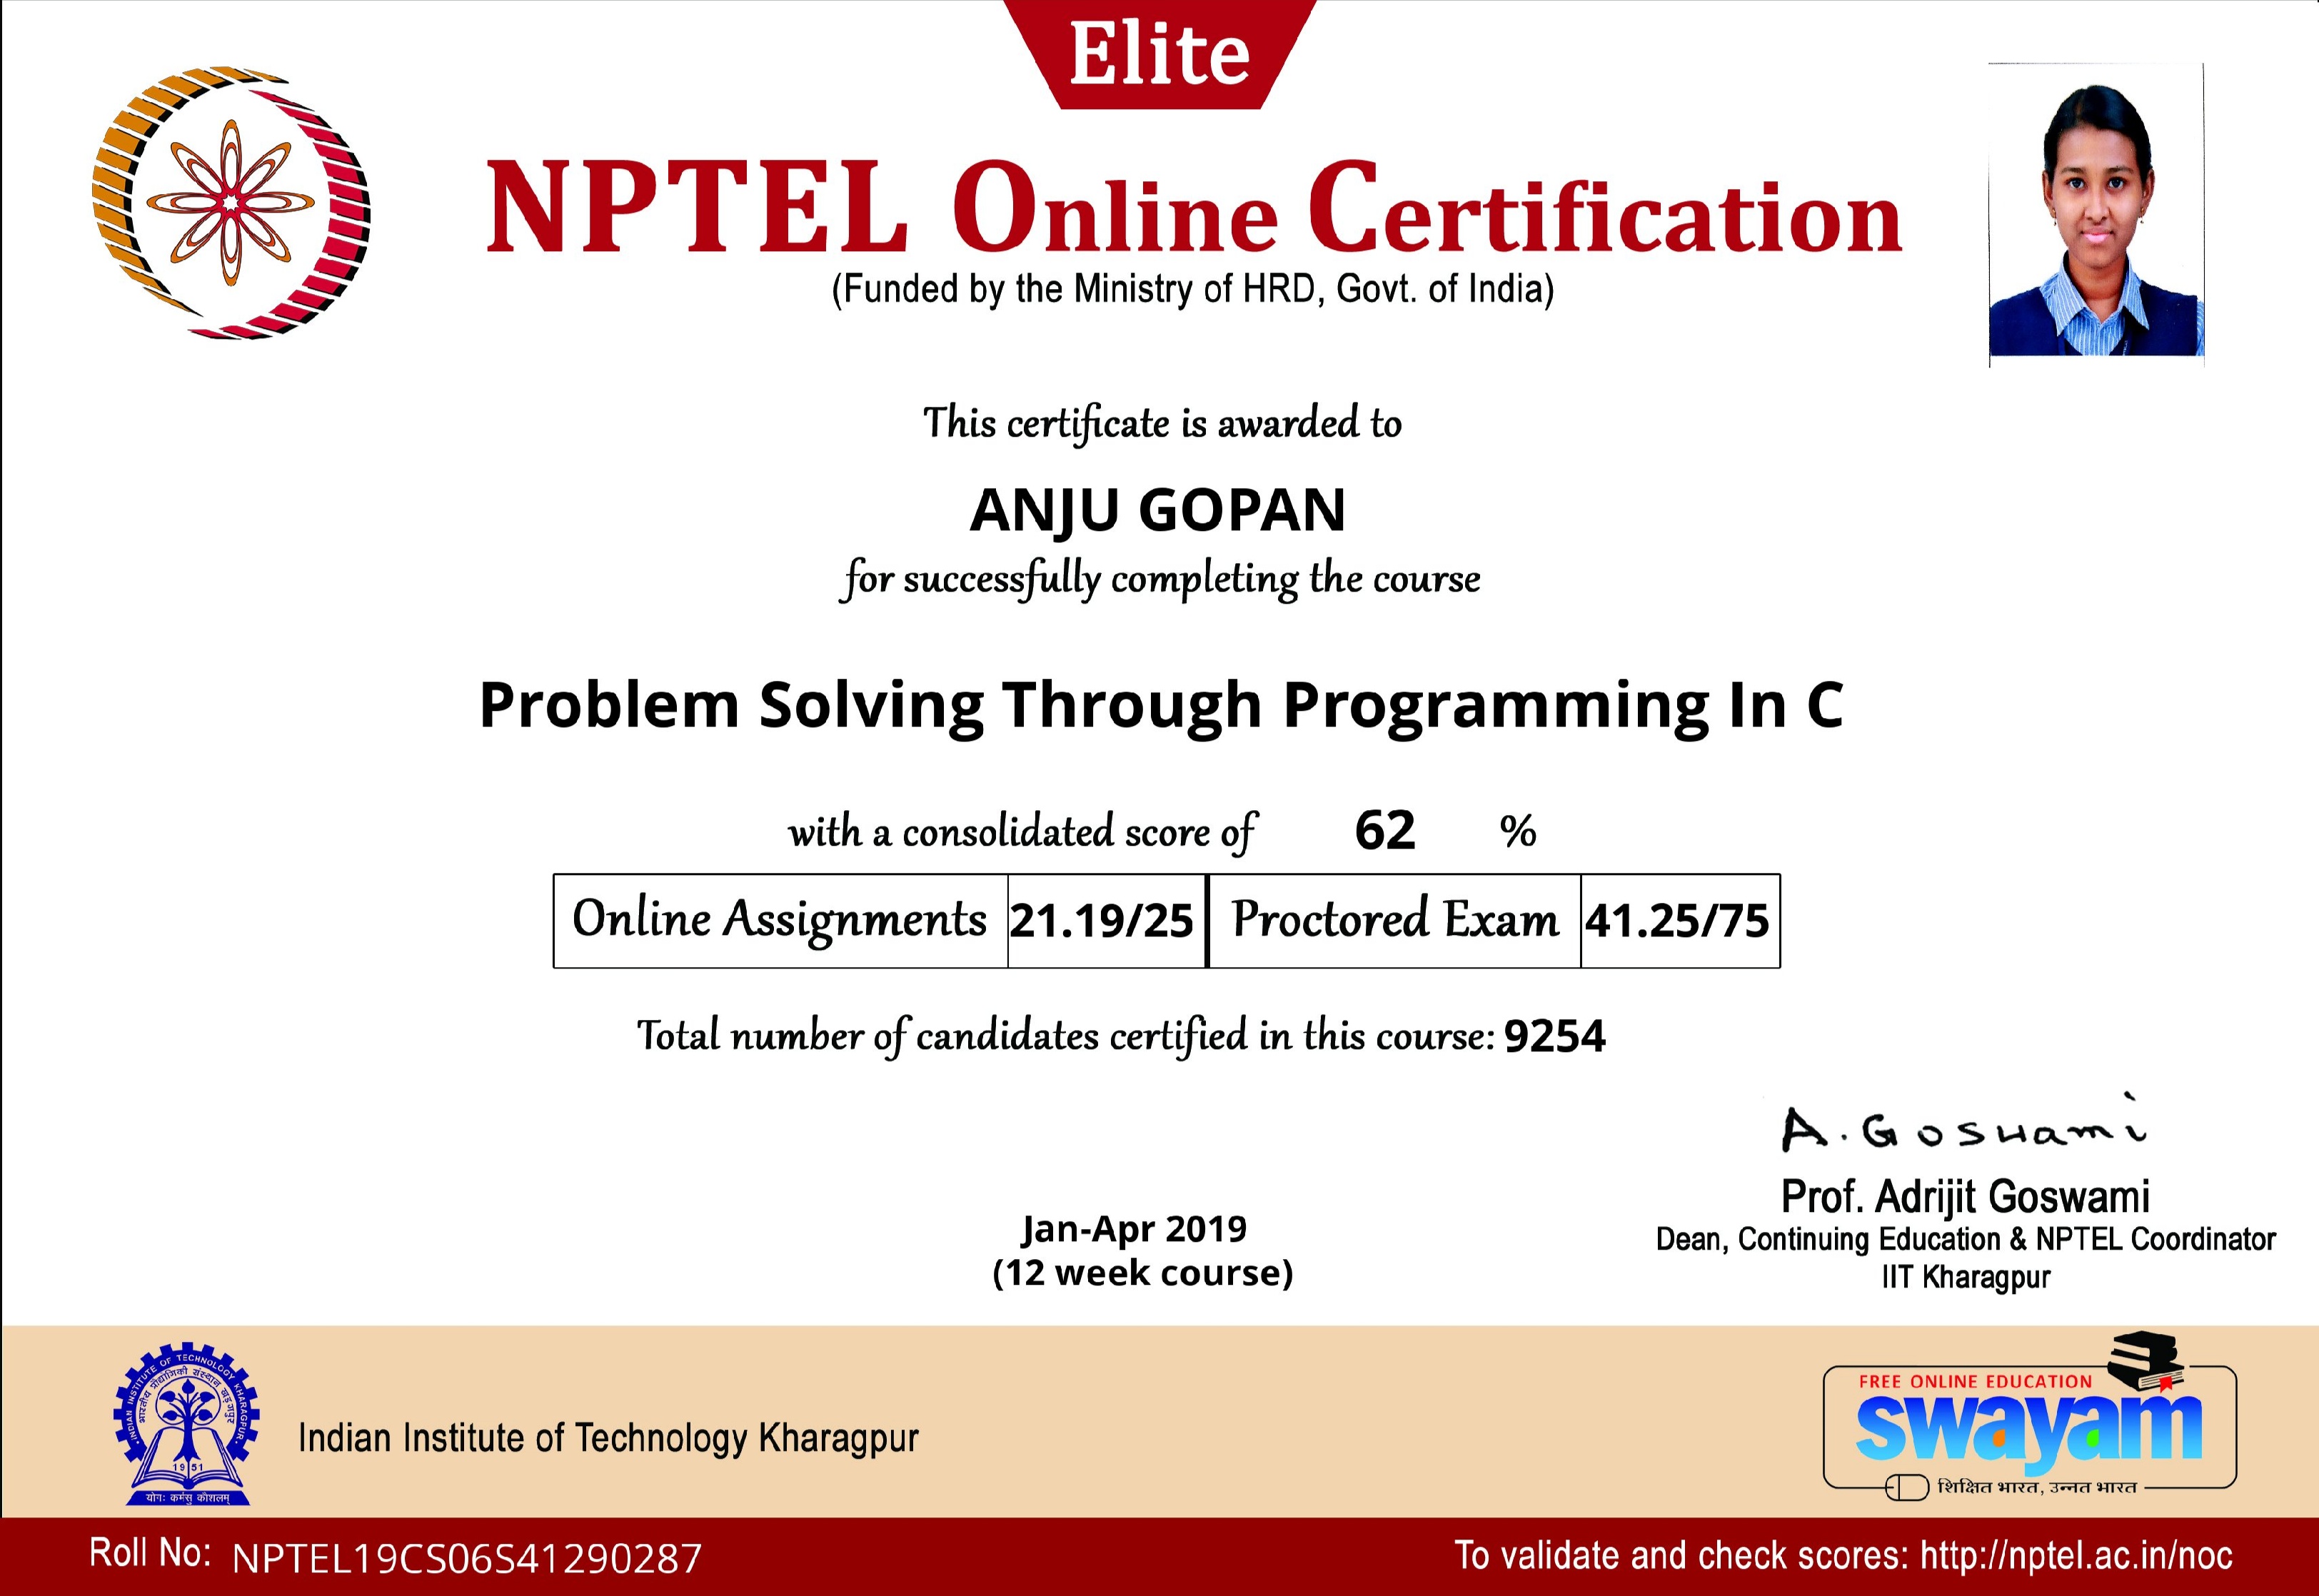 Elite
NPTEL Online Certification
(Funded by the Ministry of HRD, Govt. of India)
This certificate is awarded to
ANJU GOPAN
for successfully completing the course
Problem Solving Through Programming In C
with a consolidated score of 62 %
Online Assignments 21.19/25 Proctored Exam 41.25/75
Total number of candidates certified in this course: 9254
A. Goswami
Prof. Adrijit Goswami
Dean, Continuing Education & NPTEL Coordinator
IIT Kharagpur
Jan-Apr 2019
(12 week course)
INDIAN INSTITUTE OF TECHNOLOGY KHARAGPUR
भारतीय प्रौद्योगिकी संस्थान खड़गपुर
1951
योगः कर्मसु कौशलम्
Indian Institute of Technology Kharagpur
FREE ONLINE EDUCATION
swayam
शिक्षित भारत, उन्नत भारत
Roll No: NPTEL19CS06S41290287
To validate and check scores: http://nptel.ac.in/noc